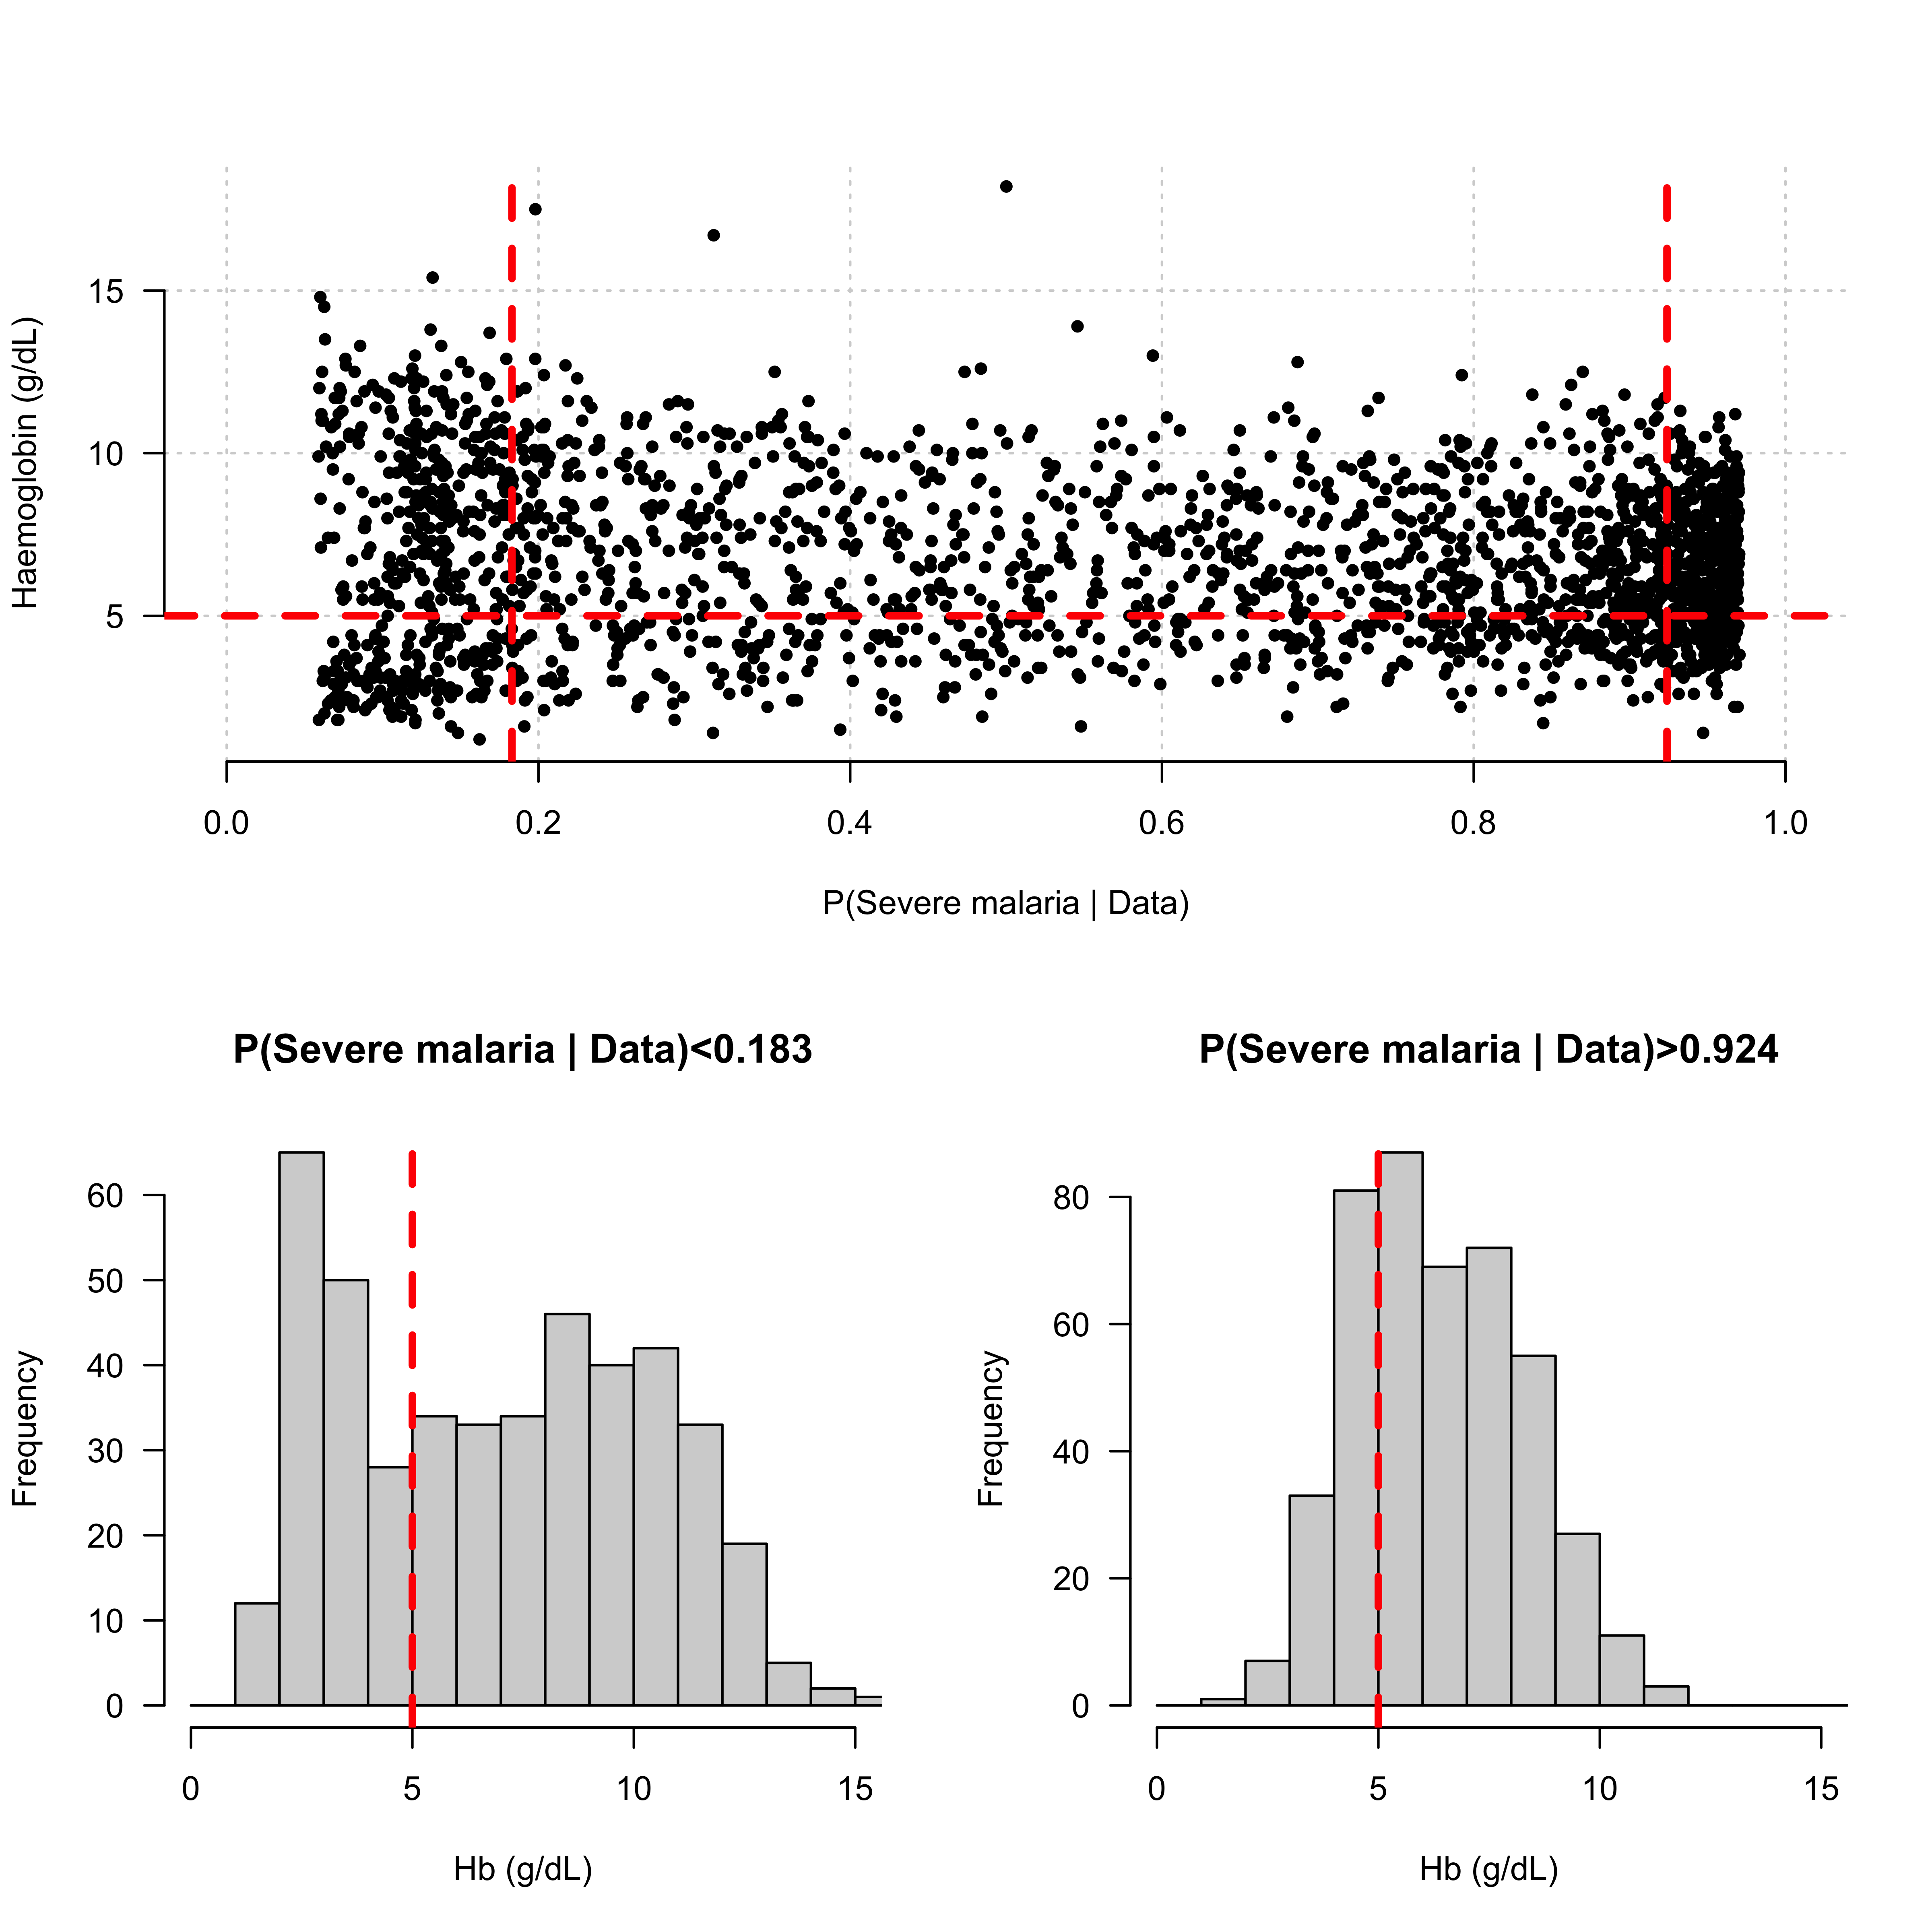 Haemoglobin (g/dL)
15
10
5
0.0 0.2 0.4 0.6 0.8 1.0
P(Severe malaria | Data)
P(Severe malaria | Data)<0.183
Frequency
60
50
40
30
20
10
0
0 5 10 15
Hb (g/dL)
P(Severe malaria | Data)>0.924
Frequency
80
60
40
20
0
0 5 10 15
Hb (g/dL)